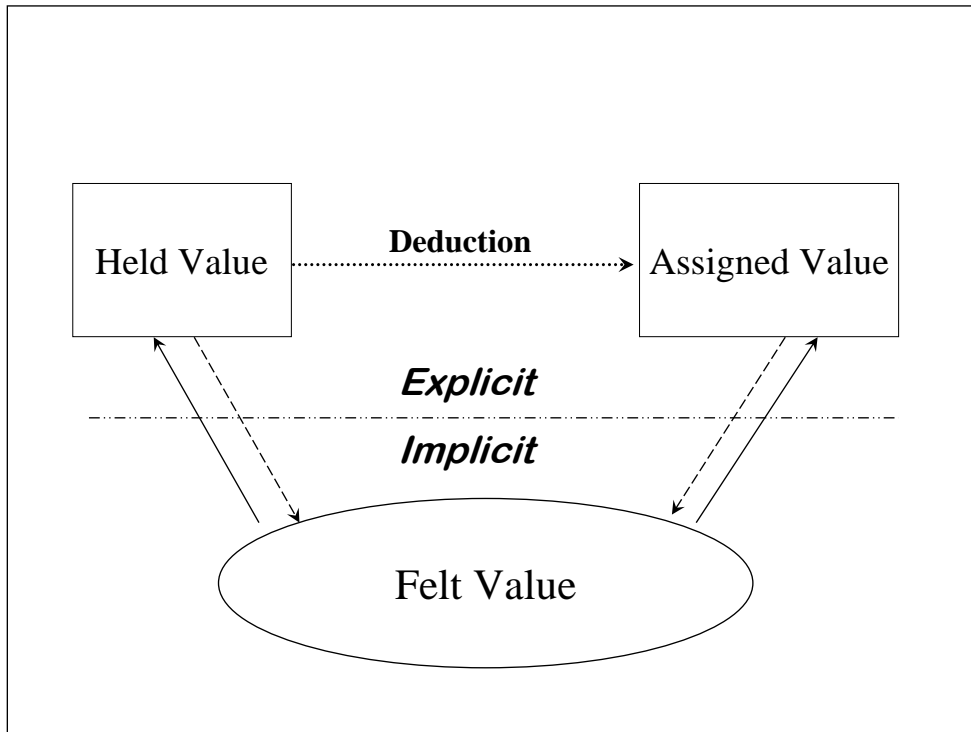 Deduction
Held Value
Assigned Value
Explicit
Implicit
Felt Value